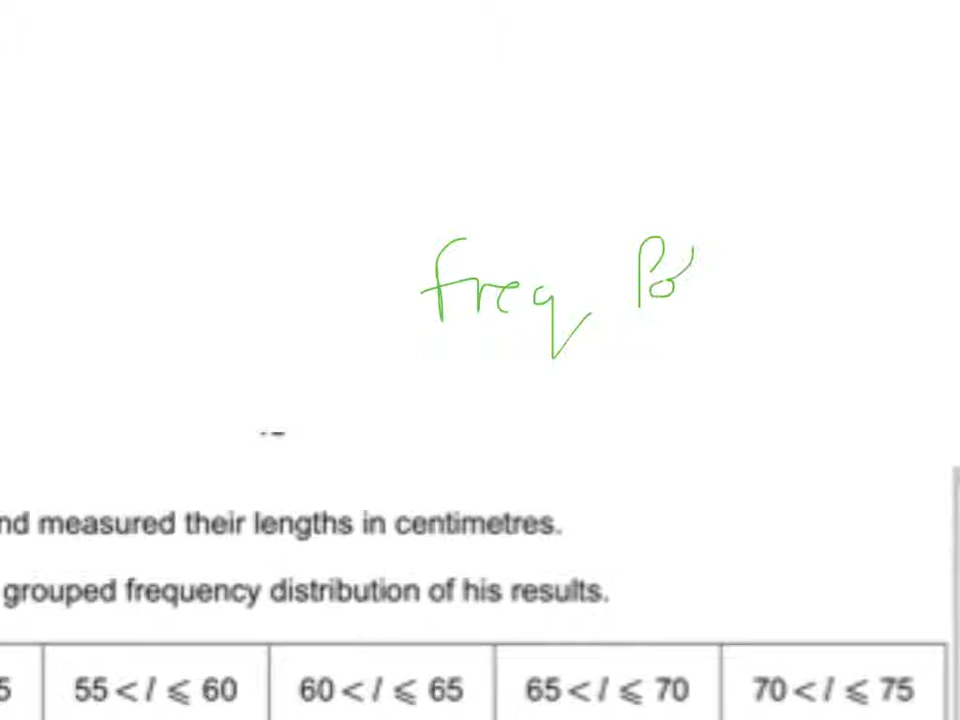 freq Po
nd measured their lengths in centimetres.
grouped frequency distribution of his results.
5 55 < l ⩽ 60 60 < l ⩽ 65 65 < l ⩽ 70 70 < l ⩽ 75